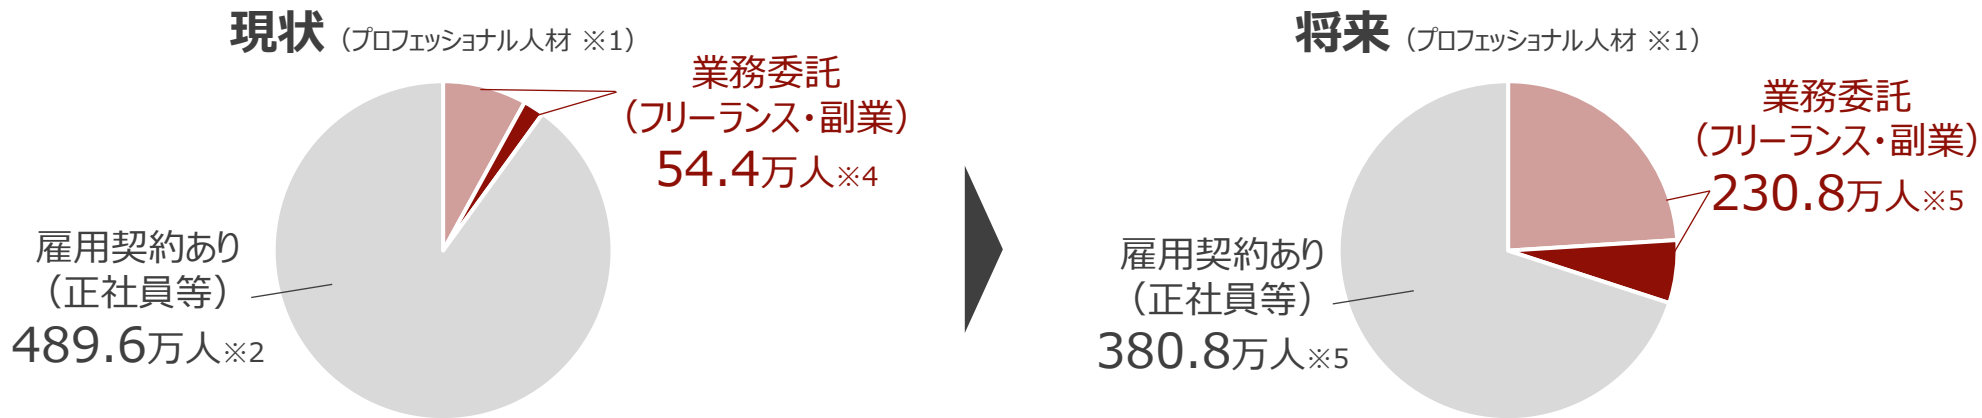 現状（プロフェッショナル人材 ※1）
業務委託
（フリーランス・副業）
54.4万人※4
雇用契約あり
（正社員等）
489.6万人※2
将来（プロフェッショナル人材 ※1）
業務委託
（フリーランス・副業）
230.8万人※5
雇用契約あり
（正社員等）
380.8万人※5